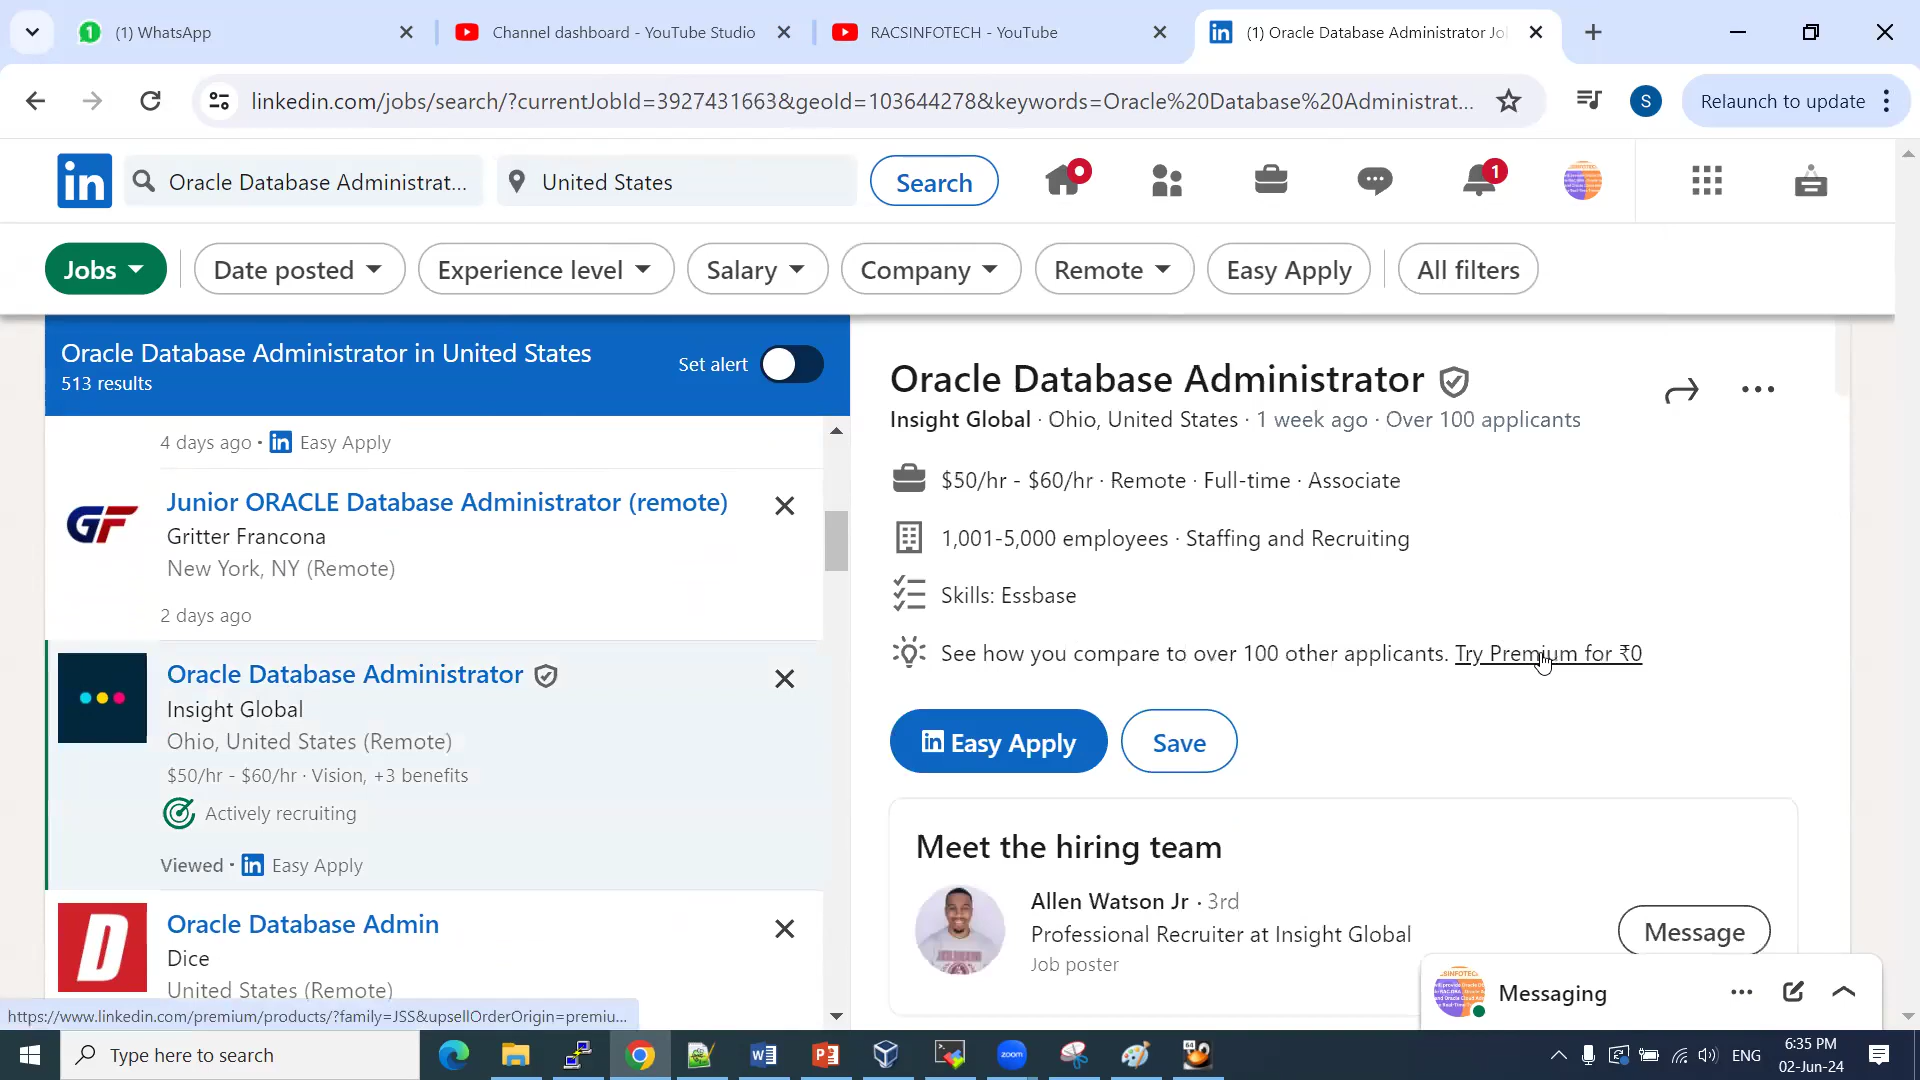 (1) WhatsApp
Channel dashboard - YouTube Studio
RACSINFOTECH - YouTube
(1) Oracle Database Administrator Jo
linkedin.com/jobs/search/?currentJobId=3927431663&geoId=103644278&keywords=Oracle%20Database%20Administrat...
S
Relaunch to update
in
Oracle Database Administrat...
United States
Search
1
Jobs
Date posted
Experience level
Salary
Company
Remote
Easy Apply
All filters
Oracle Database Administrator in United States
513 results
Set alert
4 days ago · in Easy Apply
GF
Junior ORACLE Database Administrator (remote)
Gritter Francona
New York, NY (Remote)
2 days ago
Oracle Database Administrator
Insight Global
Ohio, United States (Remote)
$50/hr - $60/hr · Vision, +3 benefits
Actively recruiting
Viewed · in Easy Apply
D
Oracle Database Admin
Dice
United States (Remote)
https://www.linkedin.com/premium/products/?family=JSS&upsellOrderOrigin=premiu...
Oracle Database Administrator
Insight Global · Ohio, United States · 1 week ago · Over 100 applicants
$50/hr - $60/hr · Remote · Full-time · Associate
1,001-5,000 employees · Staffing and Recruiting
Skills: Essbase
See how you compare to over 100 other applicants. Try Premium for ₹0
in Easy Apply
Save
Meet the hiring team
Allen Watson Jr · 3rd
Professional Recruiter at Insight Global
Job poster
Message
Messaging
Type here to search
zoom
64
ENG
6:35 PM
02-Jun-24